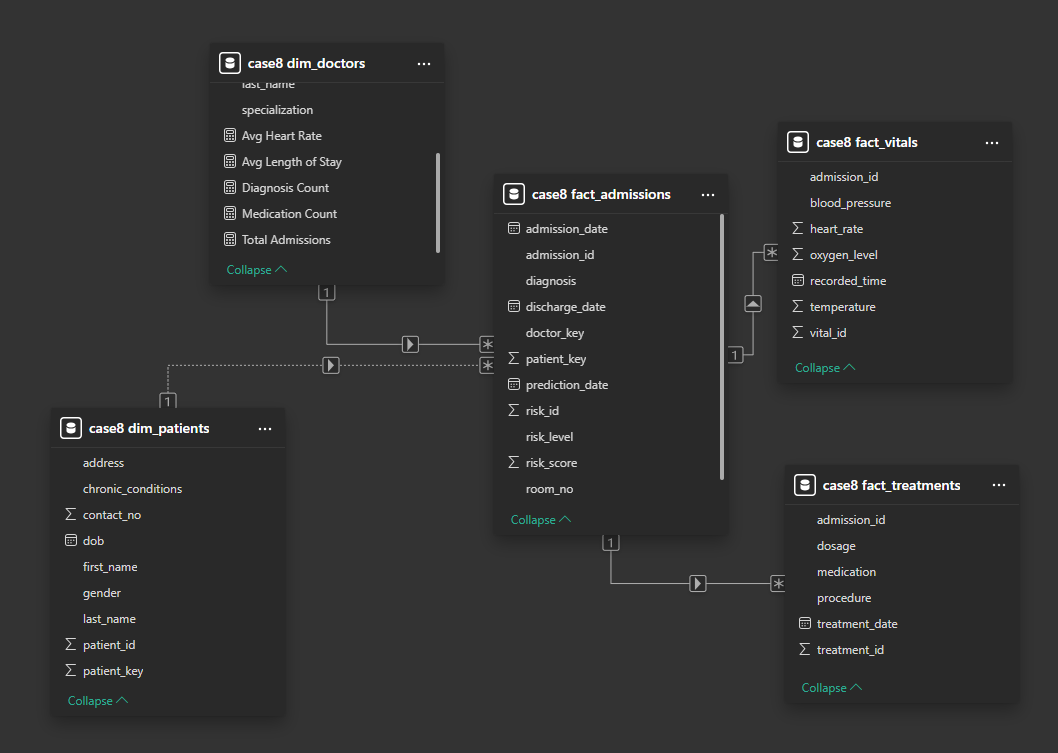 case8 dim_doctors
last_name
specialization
Avg Heart Rate
Avg Length of Stay
Diagnosis Count
Medication Count
Total Admissions
Collapse
1
*
case8 dim_patients
address
chronic_conditions
contact_no
dob
first_name
gender
last_name
patient_id
patient_key
Collapse
1
*
case8 fact_admissions
admission_date
admission_id
diagnosis
discharge_date
doctor_key
patient_key
prediction_date
risk_id
risk_level
risk_score
room_no
Collapse
1
*
1
*
case8 fact_vitals
admission_id
blood_pressure
heart_rate
oxygen_level
recorded_time
temperature
vital_id
Collapse
case8 fact_treatments
admission_id
dosage
medication
procedure
treatment_date
treatment_id
Collapse